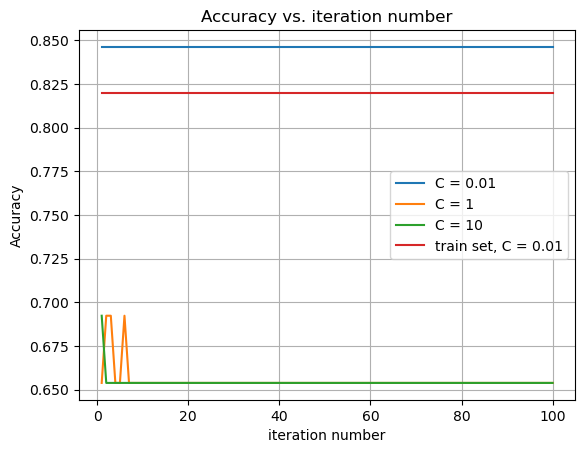 Accuracy vs. iteration number
0.850
0.825
0.800
0.775
0.750
0.725
0.700
0.675
0.650
Accuracy
C = 0.01
C = 1
C = 10
train set, C = 0.01
0 20 40 60 80 100
iteration number